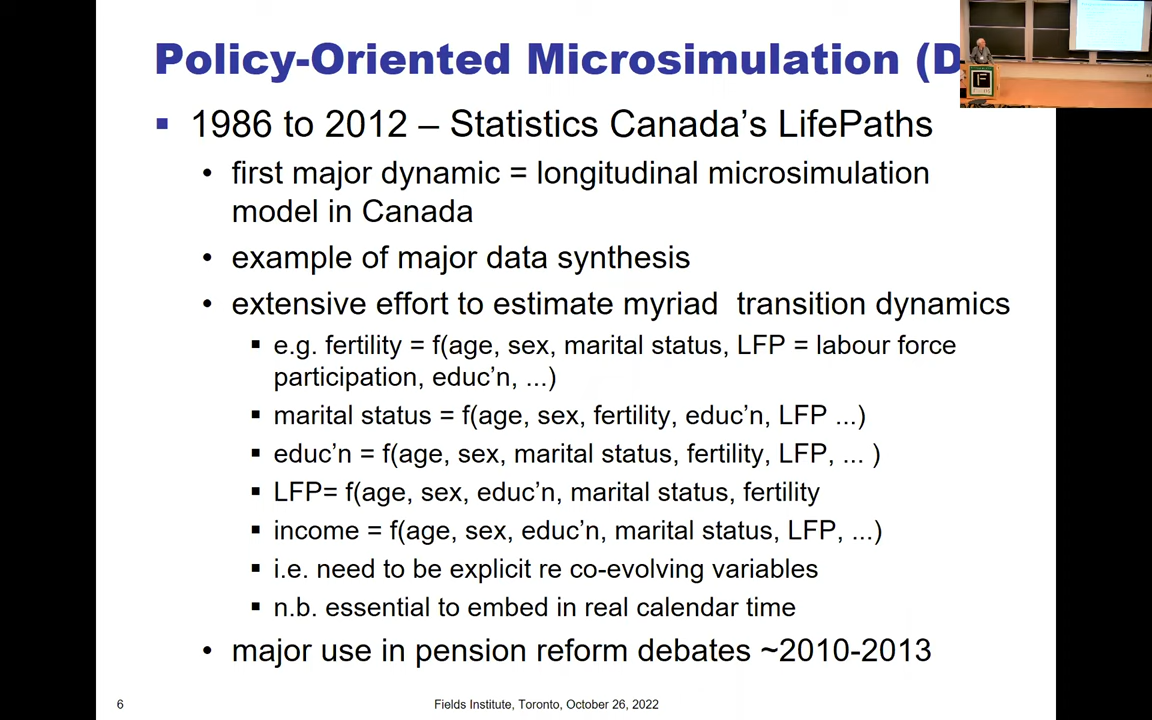 Policy-Oriented Microsimulation (D
▪ 1986 to 2012 – Statistics Canada's LifePaths
• first major dynamic = longitudinal microsimulation
model in Canada
• example of major data synthesis
• extensive effort to estimate myriad  transition dynamics
▪ e.g. fertility = f(age, sex, marital status, LFP = labour force
participation, educ'n, ...)
▪ marital status = f(age, sex, fertility, educ'n, LFP ...)
▪ educ'n = f(age, sex, marital status, fertility, LFP, ... )
▪ LFP= f(age, sex, educ'n, marital status, fertility
▪ income = f(age, sex, educ'n, marital status, LFP, ...)
▪ i.e. need to be explicit re co-evolving variables
▪ n.b. essential to embed in real calendar time
• major use in pension reform debates ~2010-2013
6
Fields Institute, Toronto, October 26, 2022